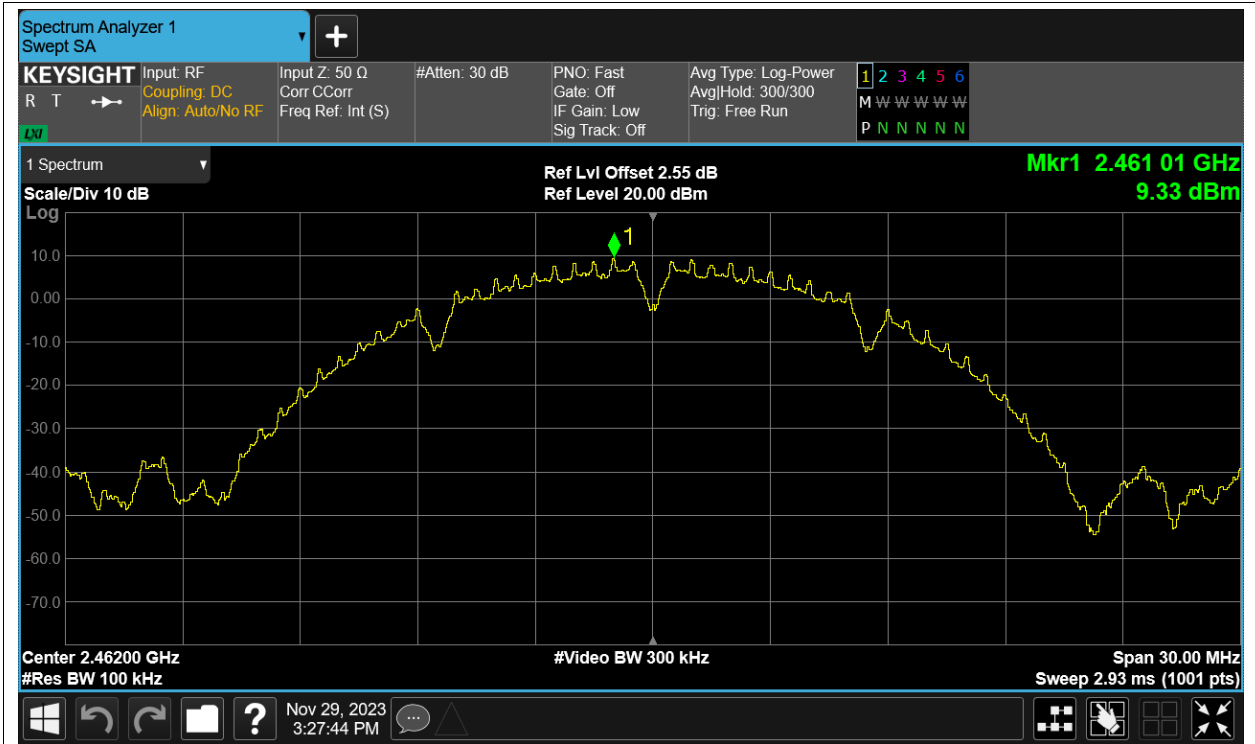 Spectrum Analyzer 1
Swept SA
KEYSIGHT
R T
LXI
Input: RF
Coupling: DC
Align: Auto/No RF
Input Z: 50 Ω
Corr CCorr
Freq Ref: Int (S)
#Atten: 30 dB
PNO: Fast
Gate: Off
IF Gain: Low
Sig Track: Off
Avg Type: Log-Power
Avg|Hold: 300/300
Trig: Free Run
1 2 3 4 5 6
M W W W W W
P N N N N N
1 Spectrum
Scale/Div 10 dB
Log
Ref Lvl Offset 2.55 dB
Ref Level 20.00 dBm
Mkr1 2.461 01 GHz
9.33 dBm
1
10.0
0.00
-10.0
-20.0
-30.0
-40.0
-50.0
-60.0
-70.0
Center 2.46200 GHz
#Res BW 100 kHz
#Video BW 300 kHz
Span 30.00 MHz
Sweep 2.93 ms (1001 pts)
?
Nov 29, 2023
3:27:44 PM